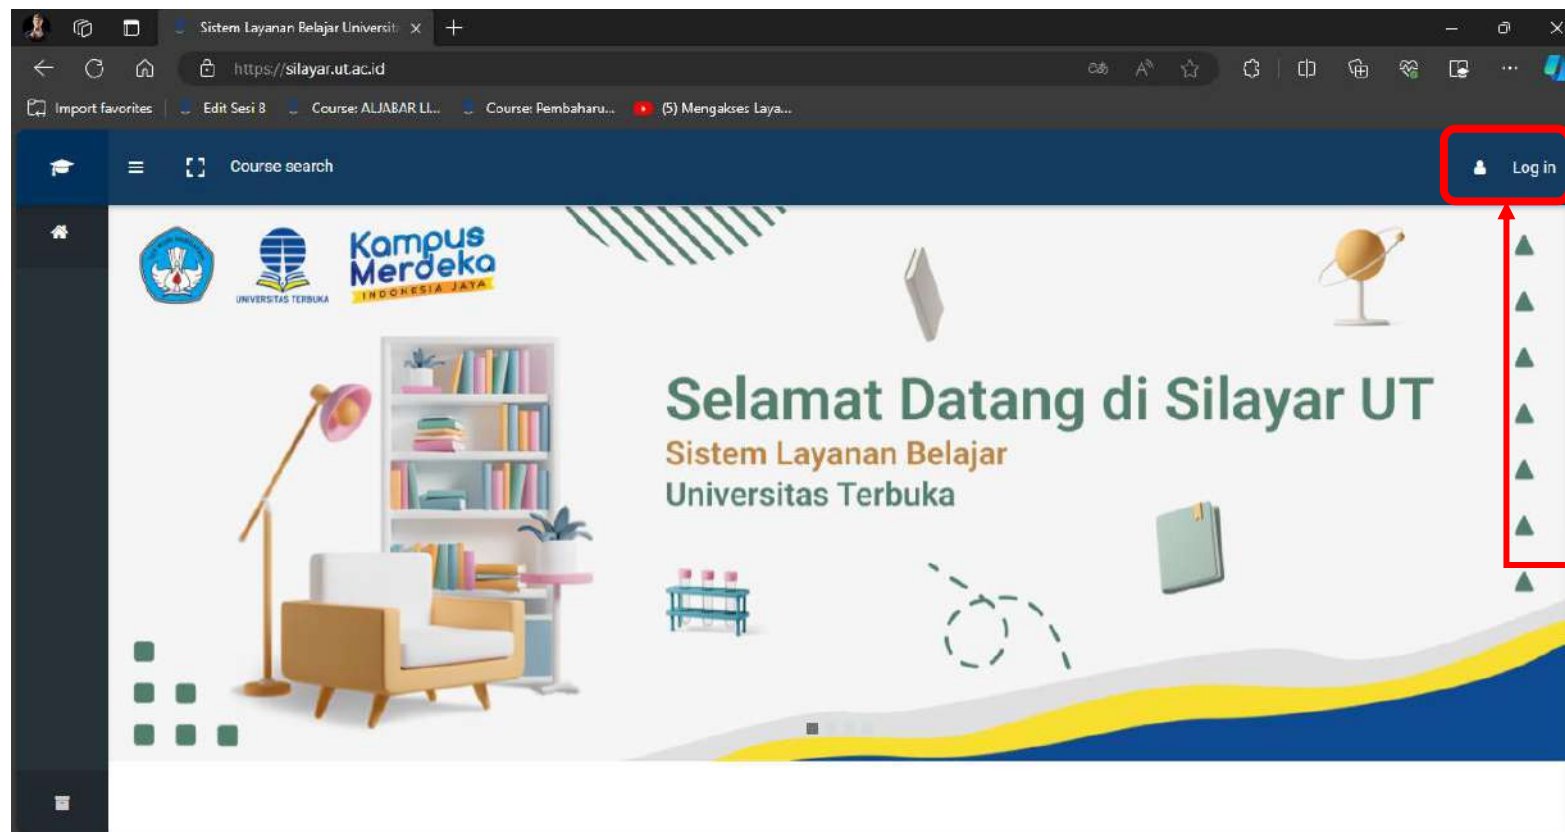 Sistem Layanan Belajar Universit
https://silayar.ut.ac.id
Import favorites
Edit Sesi 8
Course: ALJABAR LI...
Course: Pembaharu...
(5) Mengakses Laya...
Course search
Log in
UNIVERSITAS TERBUKA
Kampus
Merdeka
INDONESIA JAYA
Selamat Datang di Silayar UT
Sistem Layanan Belajar
Universitas Terbuka